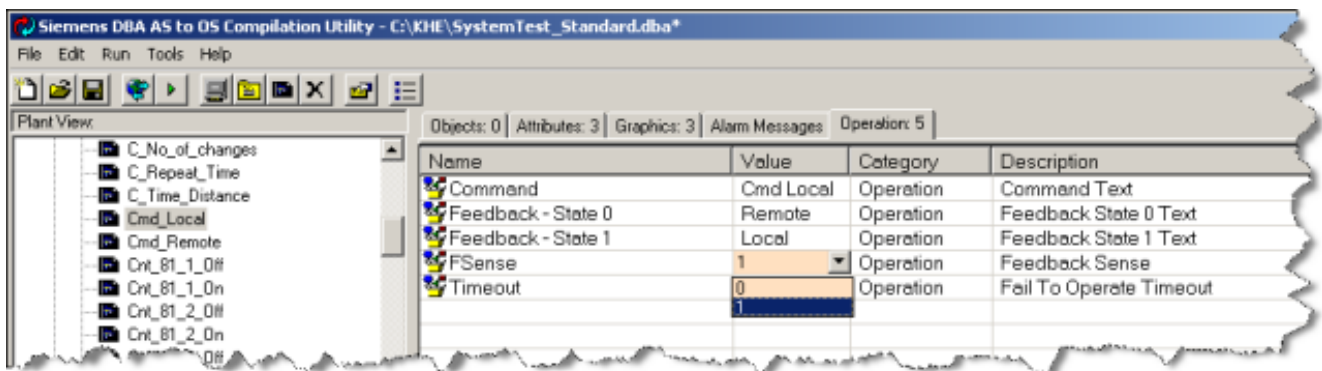 Siemens DBA AS to OS Compilation Utility - C:\KHE\SystemTest_Standard.dba*
File Edit Run Tools Help
Plant View:
Objects: 0 Attributes: 3 Graphics: 3 Alarm Messages Operation: 5
C_No_of_changes
C_Repeat_Time
C_Time_Distance
Cmd_Local
Cmd_Remote
Cnt_81_1_Off
Cnt_81_1_On
Cnt_81_2_Off
Cnt_81_2_On
Off
Name Value Category Description
Command Cmd Local Operation Command Text
Feedback - State 0 Remote Operation Feedback State 0 Text
Feedback - State 1 Local Operation Feedback State 1 Text
FSense 1 Operation Feedback Sense
Timeout 0 Operation Fail To Operate Timeout
1